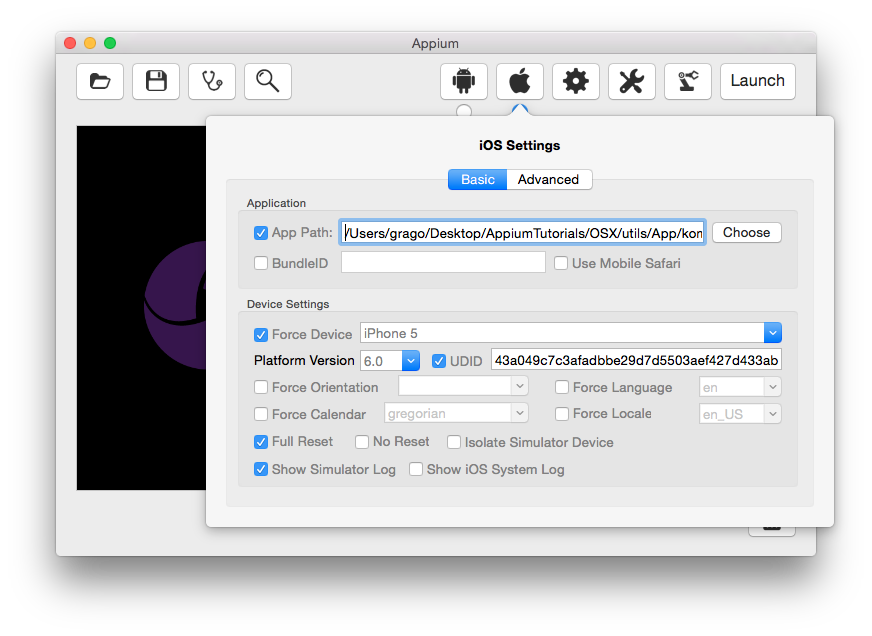 Appium
Launch
iOS Settings
Basic Advanced
Application
App Path: /Users/grago/Desktop/AppiumTutorials/OSX/utils/App/kon Choose
BundleID Use Mobile Safari
Device Settings
Force Device iPhone 5
Platform Version 6.0 UDID 43a049c7c3afadbbe29d7d5503aef427d433ab
Force Orientation Force Language en
Force Calendar gregorian Force Locale en_US
Full Reset No Reset Isolate Simulator Device
Show Simulator Log Show iOS System Log